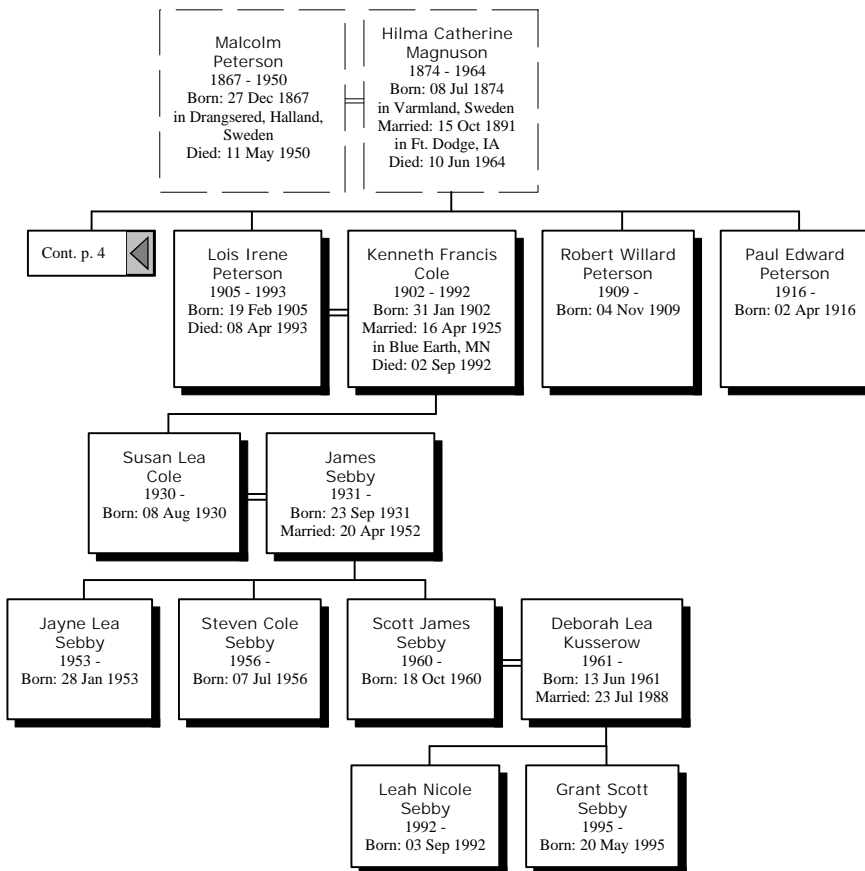 Malcolm
Peterson
1867 - 1950
Born: 27 Dec 1867
in Drangsered, Halland,
Sweden
Died: 11 May 1950
Hilma Catherine
Magnuson
1874 - 1964
Born: 08 Jul 1874
in Varmland, Sweden
Married: 15 Oct 1891
in Ft. Dodge, IA
Died: 10 Jun 1964
Cont. p. 4
Lois Irene
Peterson
1905 - 1993
Born: 19 Feb 1905
Died: 08 Apr 1993
Kenneth Francis
Cole
1902 - 1992
Born: 31 Jan 1902
Married: 16 Apr 1925
in Blue Earth, MN
Died: 02 Sep 1992
Robert Willard
Peterson
1909 -
Born: 04 Nov 1909
Paul Edward
Peterson
1916 -
Born: 02 Apr 1916
Susan Lea
Cole
1930 -
Born: 08 Aug 1930
James
Sebby
1931 -
Born: 23 Sep 1931
Married: 20 Apr 1952
Jayne Lea
Sebby
1953 -
Born: 28 Jan 1953
Steven Cole
Sebby
1956 -
Born: 07 Jul 1956
Scott James
Sebby
1960 -
Born: 18 Oct 1960
Deborah Lea
Kusserow
1961 -
Born: 13 Jun 1961
Married: 23 Jul 1988
Leah Nicole
Sebby
1992 -
Born: 03 Sep 1992
Grant Scott
Sebby
1995 -
Born: 20 May 1995